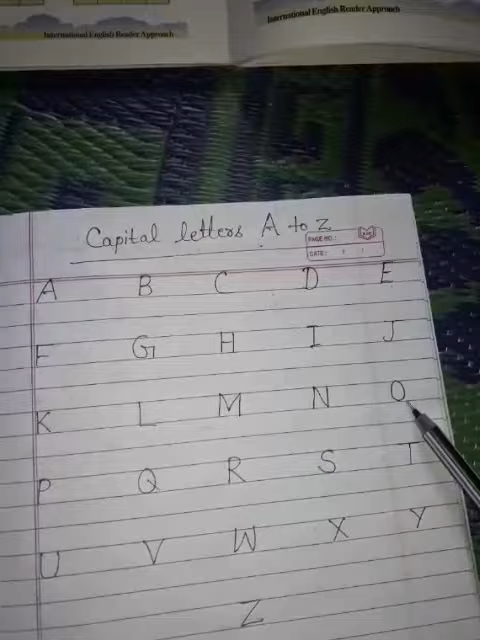 International English Reader Approach
International English Reader Approach
Capital letters A to Z
PAGE NO.:
DATE:
A B C D E
F G H I J
K L M N O
P Q R S T
U V W X Y
Z